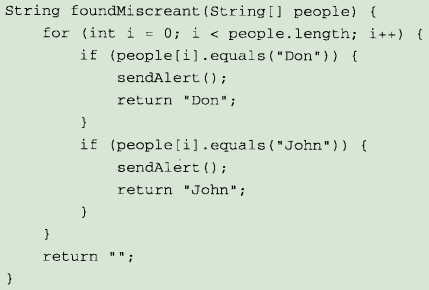 String foundMiscreant(String[] people) {
    for (int i = 0; i < people.length; i++) {
        if (people[i].equals("Don")) {
            sendAlert();
            return "Don";
        }
        if (people[i].equals("John")) {
            sendAlert();
            return "John";
        }
    }
    return "";
}